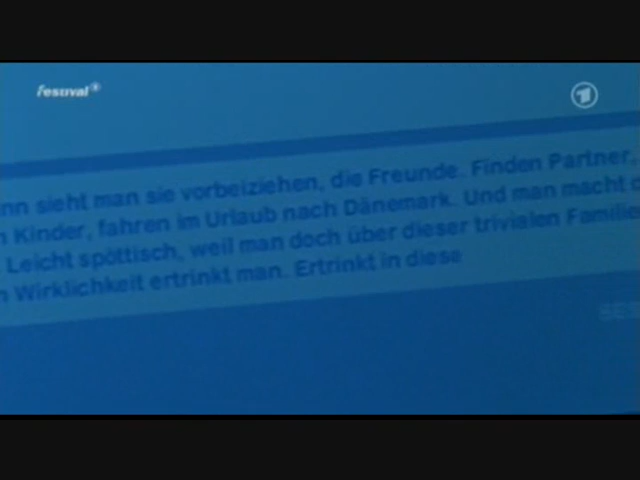 festival
1
nn sieht man sie vorbeiziehen, die Freunde. Finden Partner.
n Kinder, fahren im Urlaub nach Dänemark. Und man macht d
Leicht spöttisch, weil man doch über dieser trivialen Familie
n Wirklichkeit ertrinkt man. Ertrinkt in diese